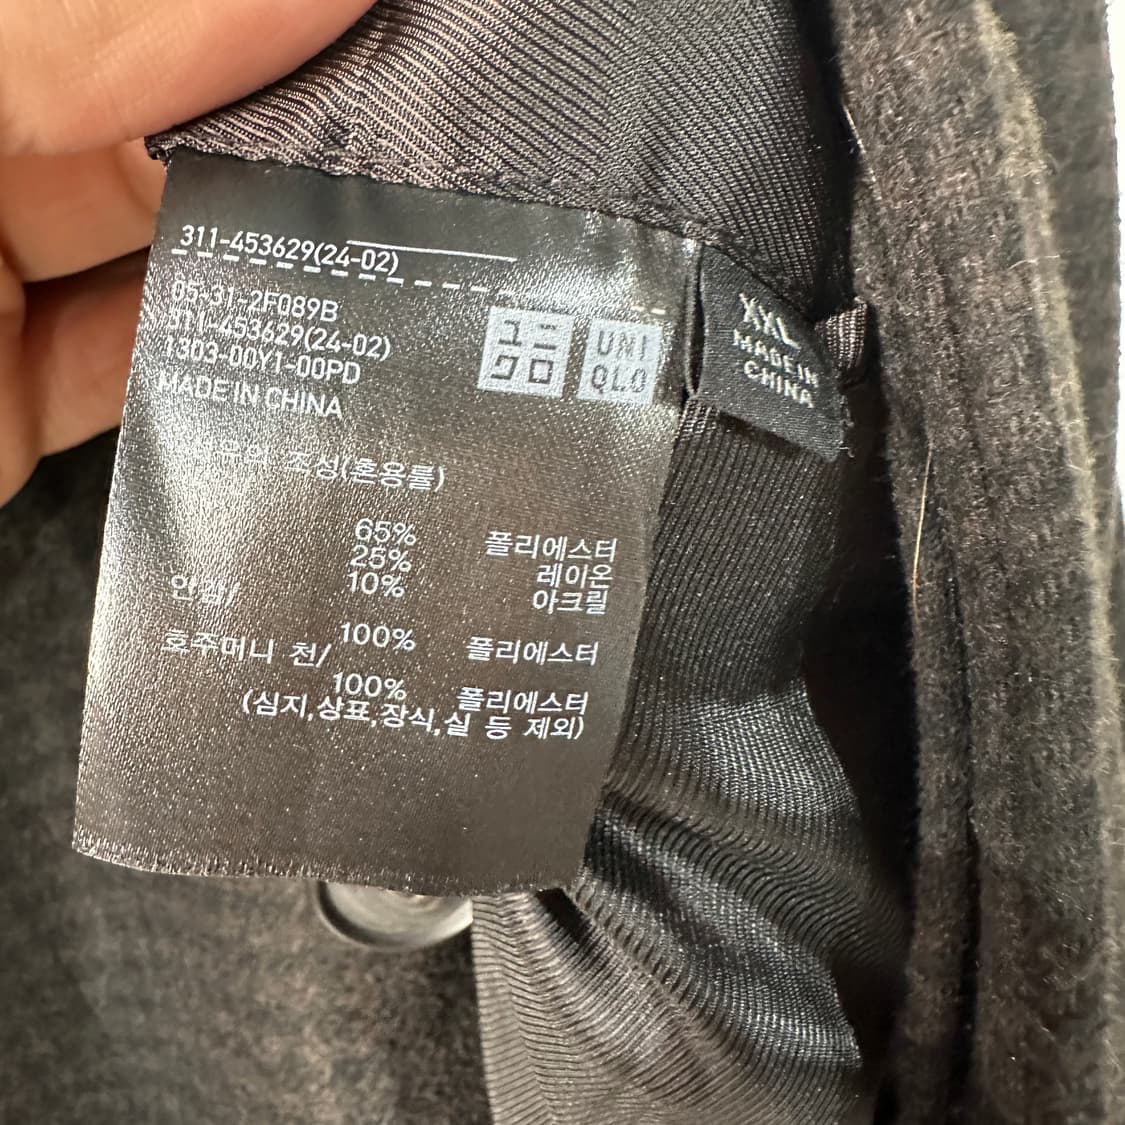 311-453629(24-02)
05-31-2FQ89B
311-453629(24-02)
1303-00Y1-00PD
MADE IN CHINA
ユニ
クロ
UNI
QLO
XXL
MADE IN
CHINA
조성(혼용률)
65% 폴리에스터
25% 레이온
10% 아크릴
안감/
100% 폴리에스터
호주머니 천/
100% 폴리에스터
(심지,상표,장식,실 등 제외)